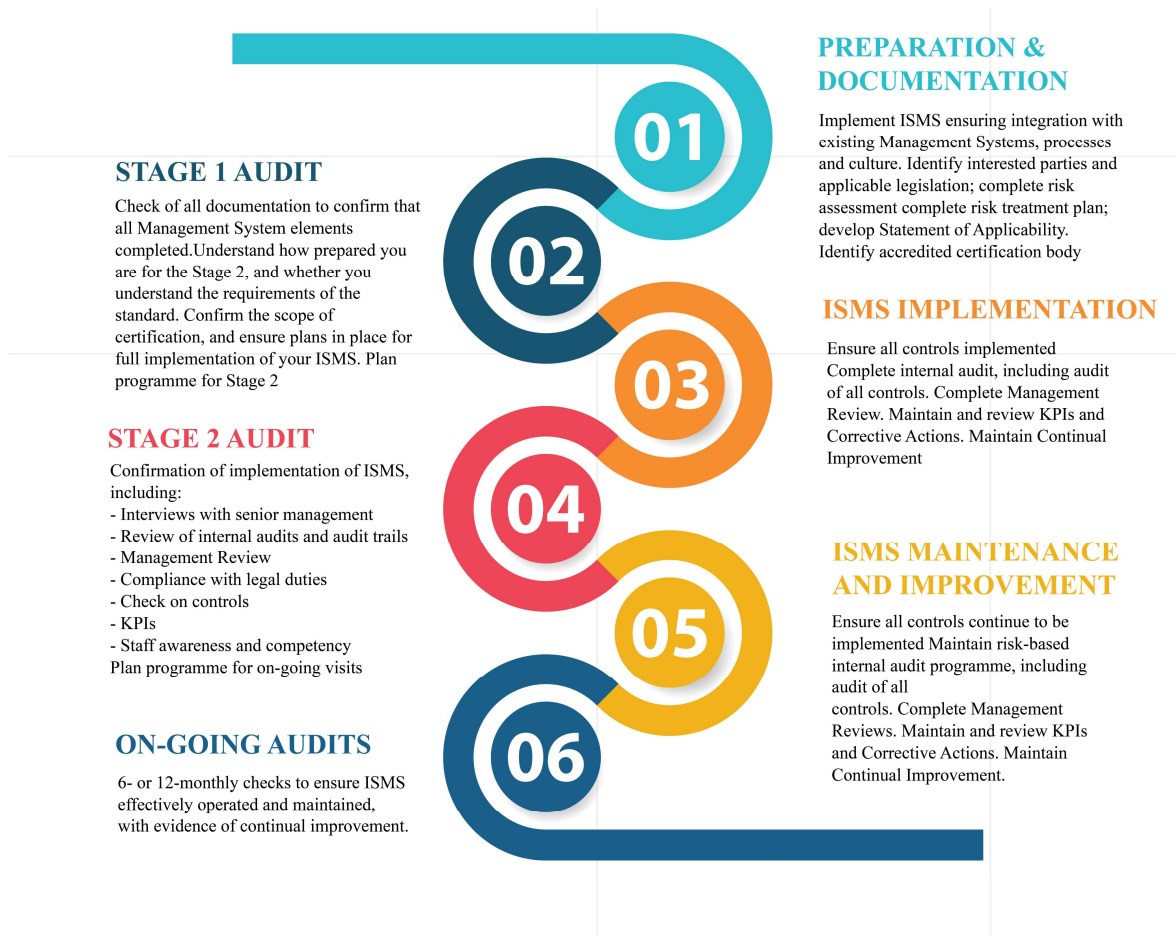 01
PREPARATION &
DOCUMENTATION
Implement ISMS ensuring integration with
existing Management Systems, processes
and culture. Identify interested parties and
applicable legislation; complete risk
assessment complete risk treatment plan;
develop Statement of Applicability.
Identify accredited certification body
02
STAGE 1 AUDIT
Check of all documentation to confirm that
all Management System elements
completed.Understand how prepared you
are for the Stage 2, and whether you
understand the requirements of the
standard. Confirm the scope of
certification, and ensure plans in place for
full implementation of your ISMS. Plan
programme for Stage 2
03
ISMS IMPLEMENTATION
Ensure all controls implemented
Complete internal audit, including audit
of all controls. Complete Management
Review. Maintain and review KPIs and
Corrective Actions. Maintain Continual
Improvement
04
STAGE 2 AUDIT
Confirmation of implementation of ISMS,
including:
- Interviews with senior management
- Review of internal audits and audit trails
- Management Review
- Compliance with legal duties
- Check on controls
- KPIs
- Staff awareness and competency
Plan programme for on-going visits
05
ISMS MAINTENANCE
AND IMPROVEMENT
Ensure all controls continue to be
implemented Maintain risk-based
internal audit programme, including
audit of all
controls. Complete Management
Reviews. Maintain and review KPIs
and Corrective Actions. Maintain
Continual Improvement.
06
ON-GOING AUDITS
6- or 12-monthly checks to ensure ISMS
effectively operated and maintained,
with evidence of continual improvement.